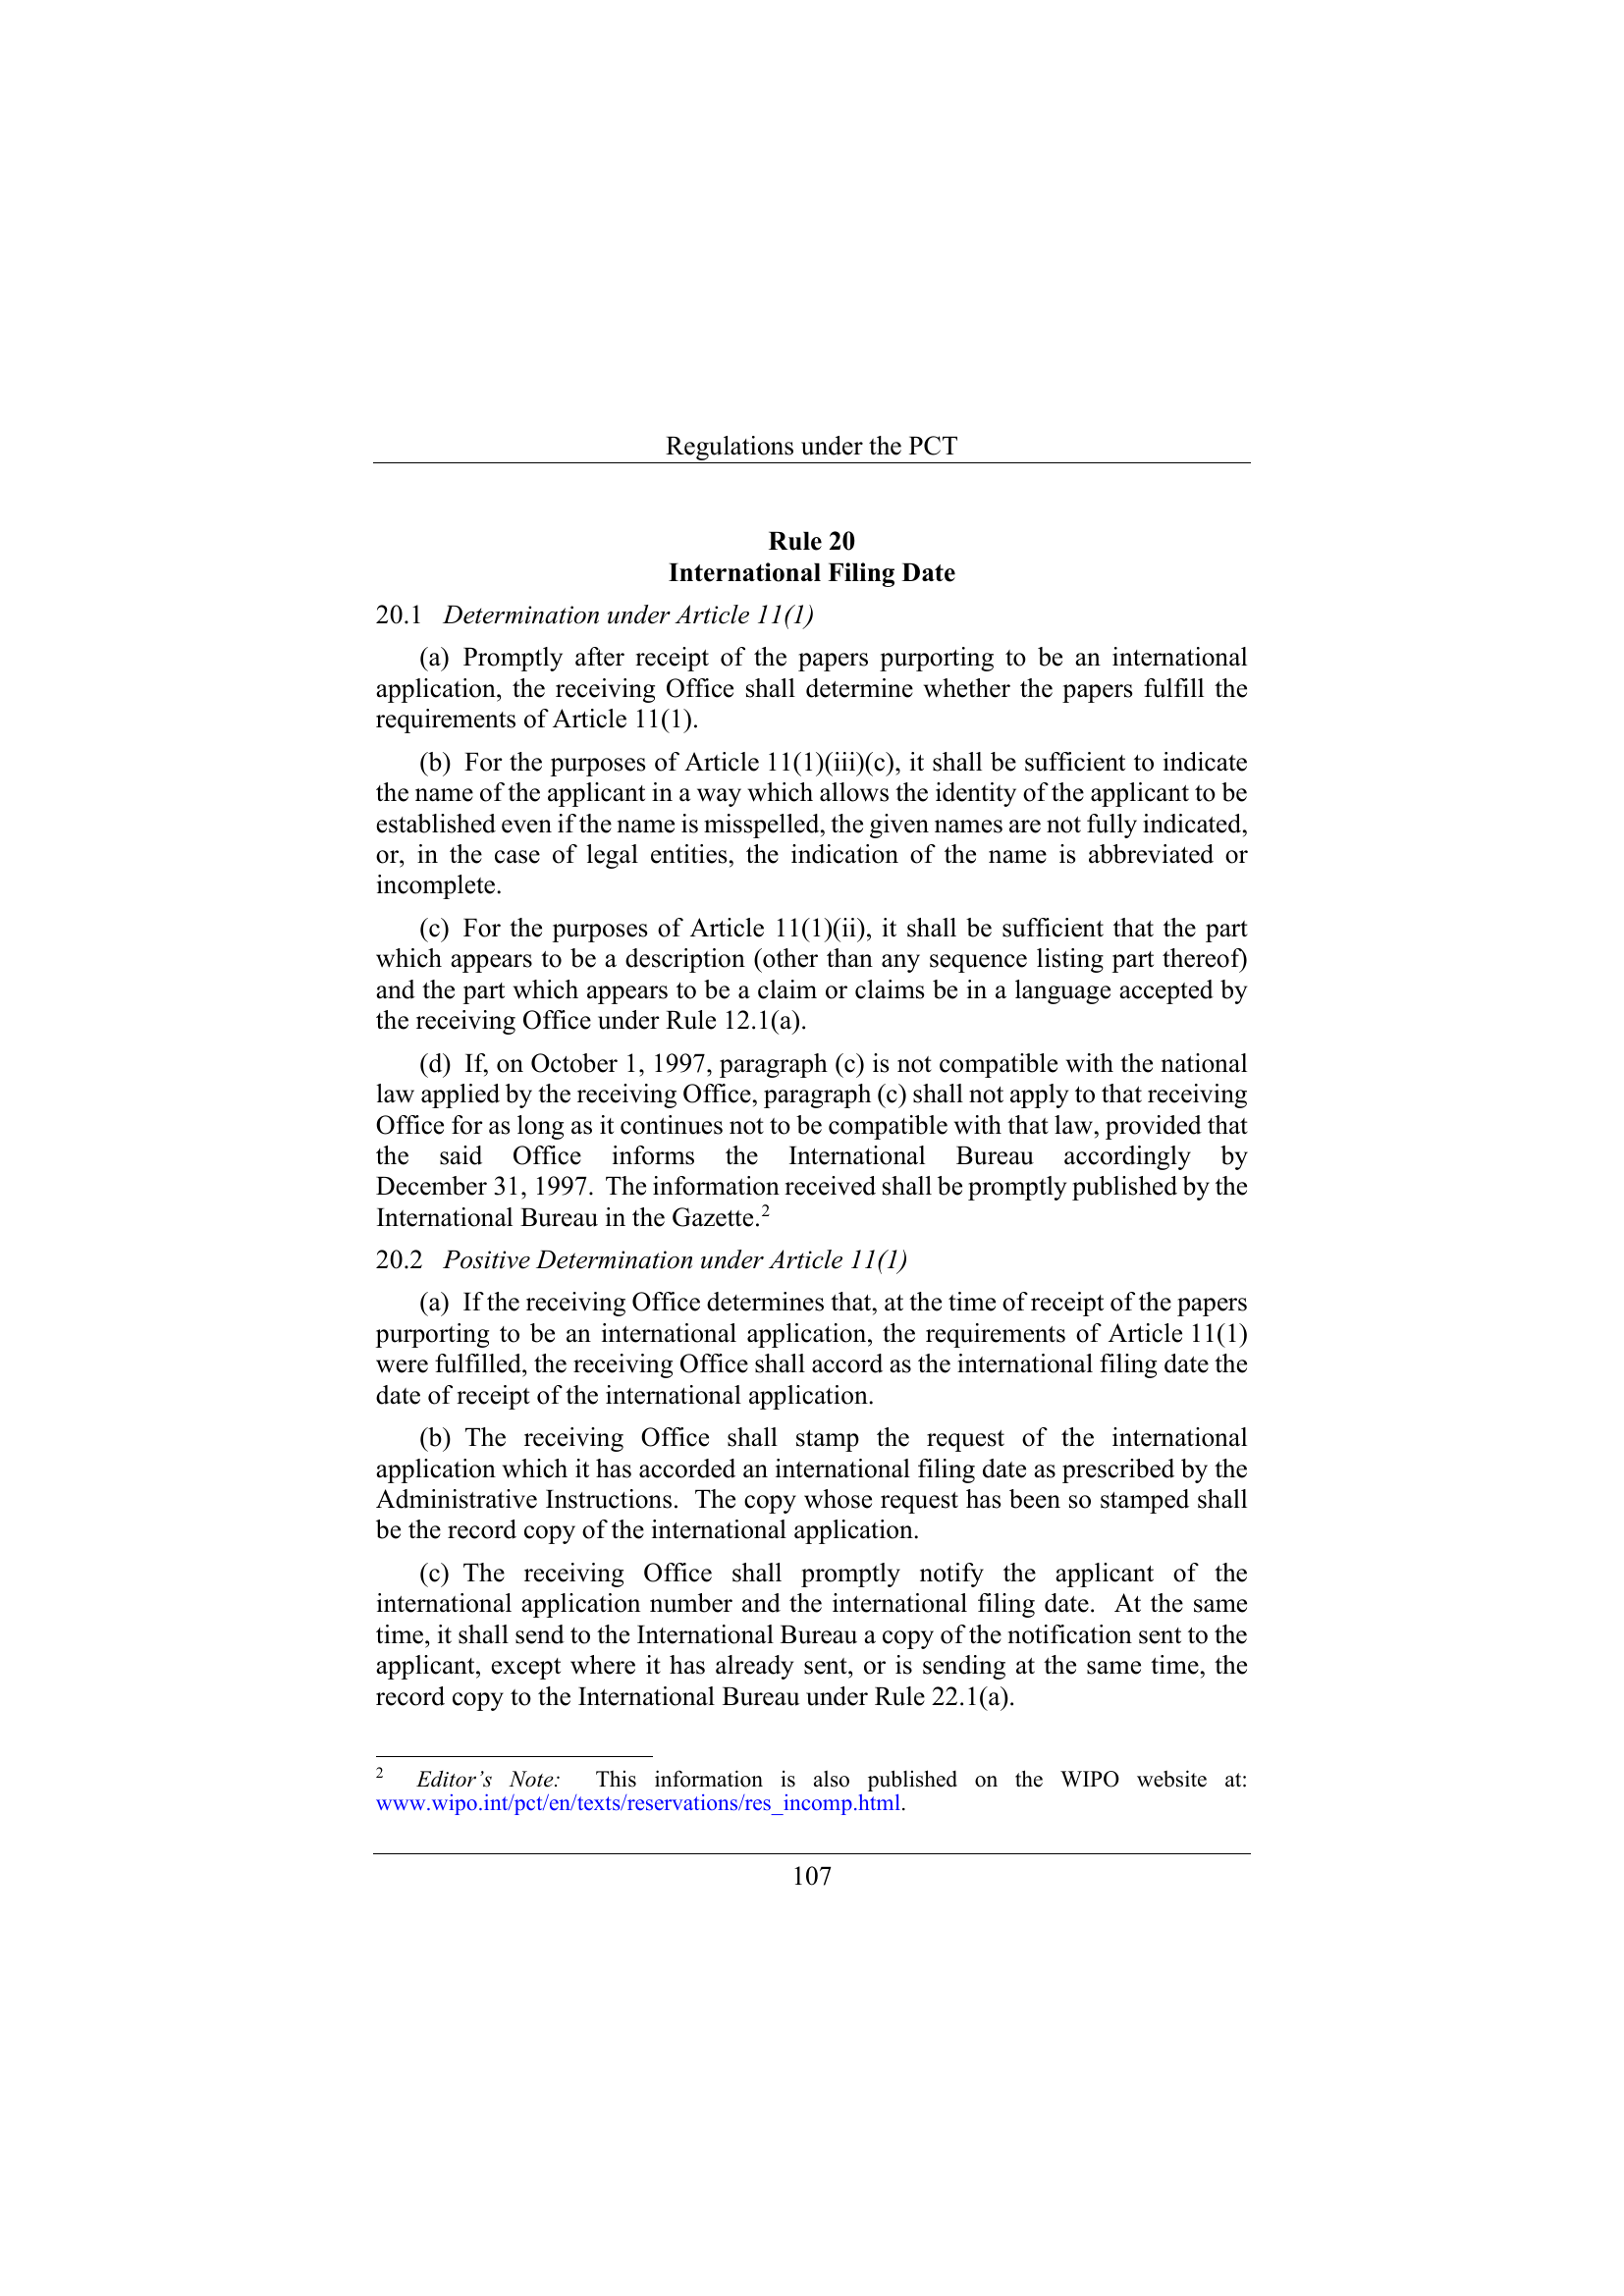 Regulations under the PCT
Rule 20
International Filing Date
20.1 Determination under Article 11(1)
(a) Promptly after receipt of the papers purporting to be an international
application, the receiving Office shall determine whether the papers fulfill the
requirements of Article 11(1).
(b) For the purposes of Article 11(1)(iii)(c), it shall be sufficient to indicate
the name of the applicant in a way which allows the identity of the applicant to be
established even if the name is misspelled, the given names are not fully indicated,
or, in the case of legal entities, the indication of the name is abbreviated or
incomplete.
(c) For the purposes of Article 11(1)(ii), it shall be sufficient that the part
which appears to be a description (other than any sequence listing part thereof)
and the part which appears to be a claim or claims be in a language accepted by
the receiving Office under Rule 12.1(a).
(d) If, on October 1, 1997, paragraph (c) is not compatible with the national
law applied by the receiving Office, paragraph (c) shall not apply to that receiving
Office for as long as it continues not to be compatible with that law, provided that
the said Office informs the International Bureau accordingly by
December 31, 1997. The information received shall be promptly published by the
International Bureau in the Gazette.2
20.2 Positive Determination under Article 11(1)
(a) If the receiving Office determines that, at the time of receipt of the papers
purporting to be an international application, the requirements of Article 11(1)
were fulfilled, the receiving Office shall accord as the international filing date the
date of receipt of the international application.
(b) The receiving Office shall stamp the request of the international
application which it has accorded an international filing date as prescribed by the
Administrative Instructions. The copy whose request has been so stamped shall
be the record copy of the international application.
(c) The receiving Office shall promptly notify the applicant of the
international application number and the international filing date. At the same
time, it shall send to the International Bureau a copy of the notification sent to the
applicant, except where it has already sent, or is sending at the same time, the
record copy to the International Bureau under Rule 22.1(a).
2 Editor's Note: This information is also published on the WIPO website at:
www.wipo.int/pct/en/texts/reservations/res_incomp.html.
107